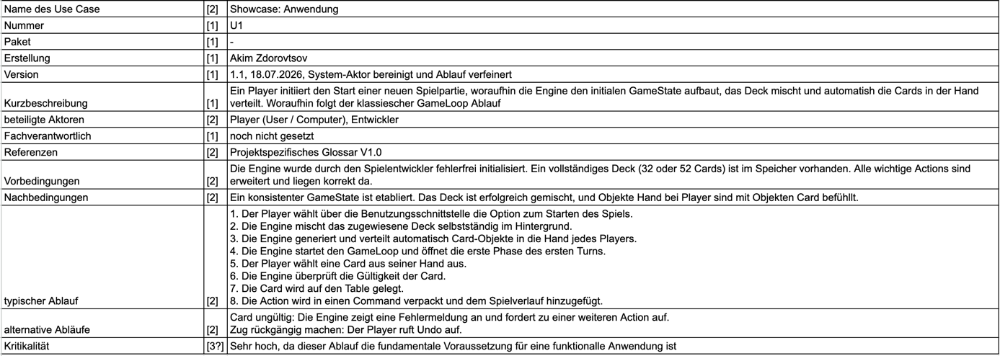 Name des Use Case [2] Showcase: Anwendung
Nummer [1] U1
Paket [1] -
Erstellung [1] Akim Zdorovtsov
Version [1] 1.1, 18.07.2026, System-Aktor bereinigt und Ablauf verfeinert
Ein Player initiiert den Start einer neuen Spielpartie, woraufhin die Engine den initialen GameState aufbaut, das Deck mischt und automatish die Cards in der Hand
Kurzbeschreibung [1] verteilt. Woraufhin folgt der klassiescher GameLoop Ablauf
beteiligte Aktoren [2] Player (User / Computer), Entwickler
Fachverantwortlich [1] noch nicht gesetzt
Referenzen [2] Projektspezifisches Glossar V1.0
Die Engine wurde durch den Spielentwickler fehlerfrei initialisiert. Ein vollständiges Deck (32 oder 52 Cards) ist im Speicher vorhanden. Alle wichtige Actions sind
Vorbedingungen [2] erweitert und liegen korrekt da.
Nachbedingungen [2] Ein konsistenter GameState ist etabliert. Das Deck ist erfolgreich gemischt, und Objekte Hand bei Player sind mit Objekten Card befühllt.
1. Der Player wählt über die Benutzungsschnittstelle die Option zum Starten des Spiels.
2. Die Engine mischt das zugewiesene Deck selbstständig im Hintergrund.
3. Die Engine generiert und verteilt automatisch Card-Objekte in die Hand jedes Players.
4. Die Engine startet den GameLoop und öffnet die erste Phase des ersten Turns.
5. Der Player wählt eine Card aus seiner Hand aus.
6. Die Engine überprüft die Gültigkeit der Card.
7. Die Card wird auf den Table gelegt.
typischer Ablauf [2] 8. Die Action wird in einen Command verpackt und dem Spielverlauf hinzugefügt.
Card ungültig: Die Engine zeigt eine Fehlermeldung an und fordert zu einer weiteren Action auf.
alternative Abläufe [2] Zug rückgängig machen: Der Player ruft Undo auf.
Kritikalität [3?] Sehr hoch, da dieser Ablauf die fundamentale Voraussetzung für eine funktionalle Anwendung ist